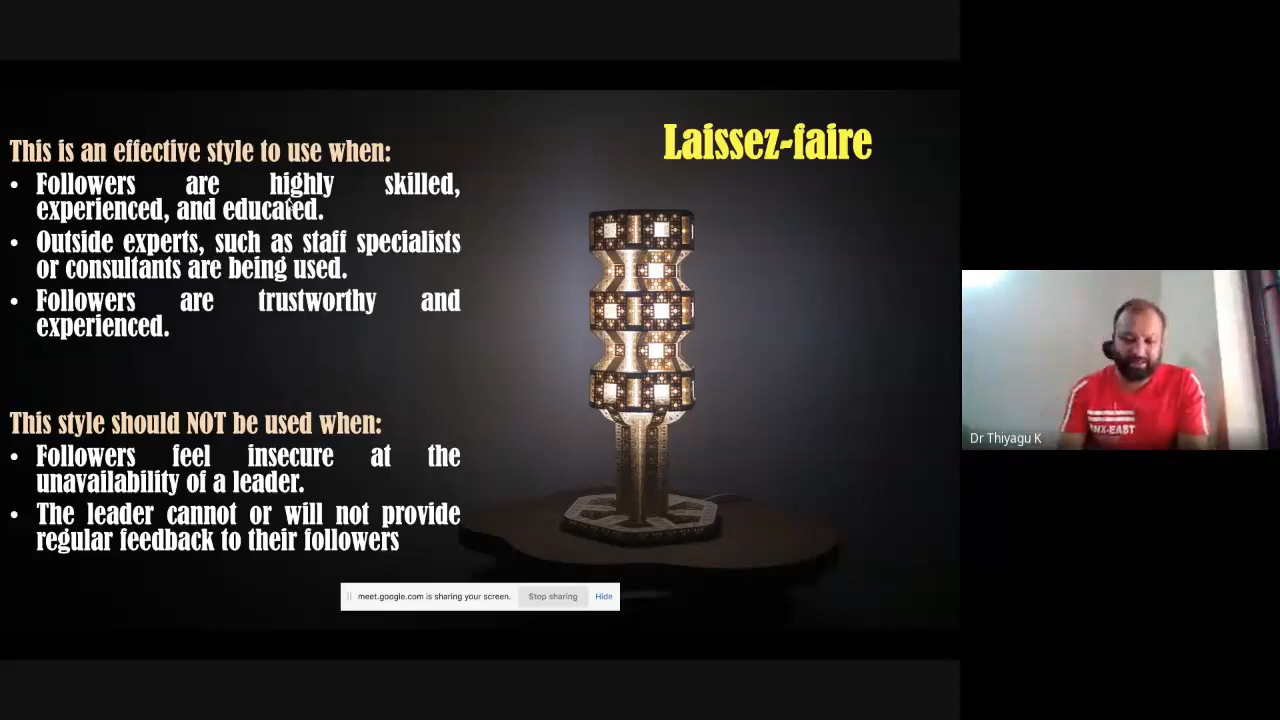 Laissez-faire
This is an effective style to use when:
• Followers are highly skilled,
experienced, and educated.
• Outside experts, such as staff specialists
or consultants are being used.
• Followers are trustworthy and
experienced.
This style should NOT be used when:
• Followers feel insecure at the
unavailability of a leader.
• The leader cannot or will not provide
regular feedback to their followers
meet.google.com is sharing your screen. Stop sharing Hide
NX-EAST
Dr Thiyagu K